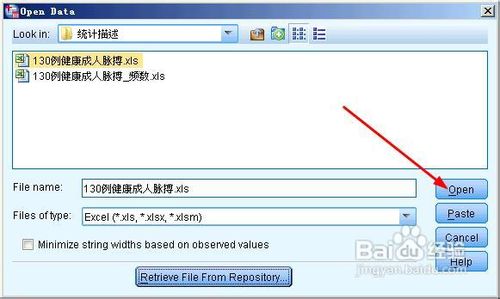 Open Data
Look in: 统计描述
130例健康成人脉搏.xls
130例健康成人脉搏_频数.xls
File name: 130例健康成人脉搏.xls
Open
Files of type: Excel (*.xls, *.xlsx, *.xlsm)
Paste
Minimize string widths based on observed values
Cancel
Retrieve File From Repository...
Help
Baidu 经验
jingyan.baidu.com